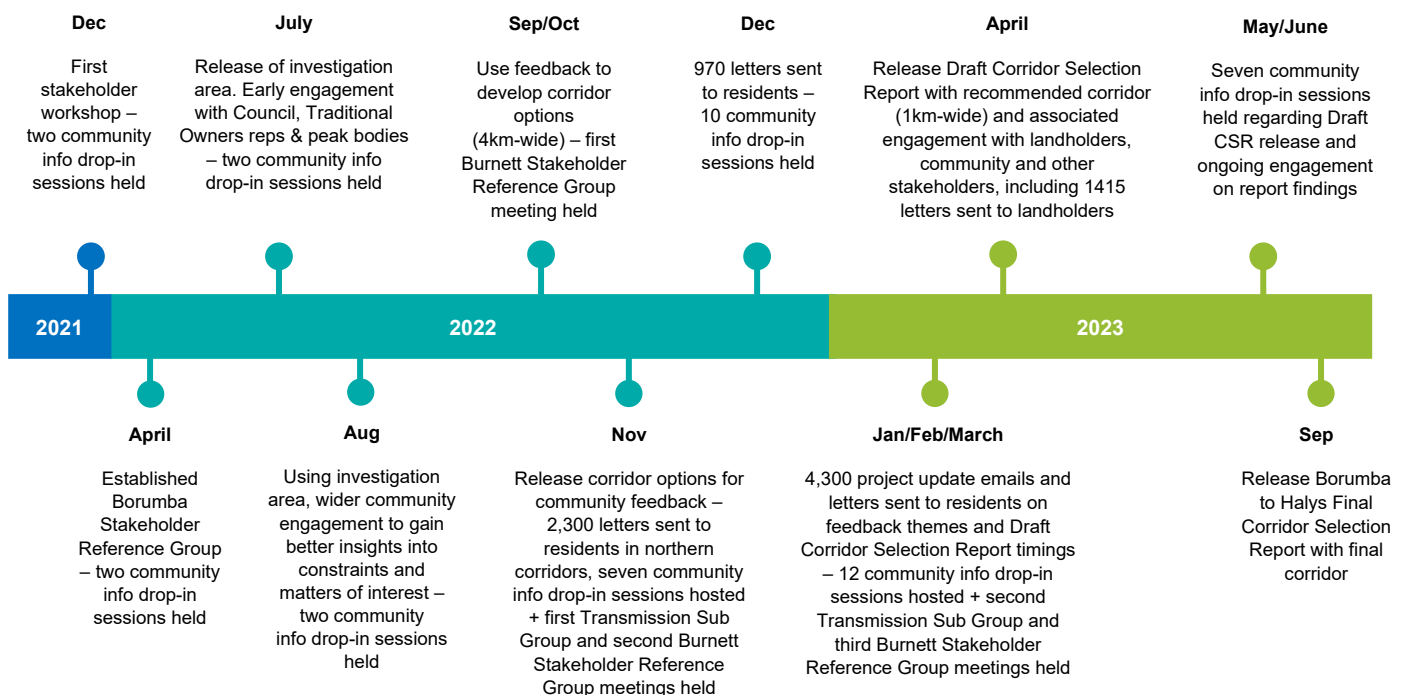 Dec
First
stakeholder
workshop –
two community
info drop-in
sessions held
July
Release of investigation
area. Early engagement
with Council, Traditional
Owners reps & peak bodies
– two community info
drop-in sessions held
Sep/Oct
Use feedback to
develop corridor
options
(4km-wide) – first
Burnett Stakeholder
Reference Group
meeting held
Dec
970 letters sent
to residents –
10 community
info drop-in
sessions held
April
Release Draft Corridor Selection
Report with recommended corridor
(1km-wide) and associated
engagement with landholders,
community and other
stakeholders, including 1415
letters sent to landholders
May/June
Seven community
info drop-in sessions
held regarding Draft
CSR release and
ongoing engagement
on report findings
2021
2022
2023
April
Established
Borumba
Stakeholder
Reference Group
– two community
info drop-in
sessions held
Aug
Using investigation
area, wider community
engagement to gain
better insights into
constraints and
matters of interest –
two community
info drop-in sessions
held
Nov
Release corridor options for
community feedback –
2,300 letters sent to
residents in northern
corridors, seven community
info drop-in sessions hosted
+ first Transmission Sub
Group and second Burnett
Stakeholder Reference
Group meetings held
Jan/Feb/March
4,300 project update emails and
letters sent to residents on
feedback themes and Draft
Corridor Selection Report timings
– 12 community info drop-in
sessions hosted + second
Transmission Sub Group and
third Burnett Stakeholder
Reference Group meetings held
Sep
Release Borumba
to Halys Final
Corridor Selection
Report with final
corridor